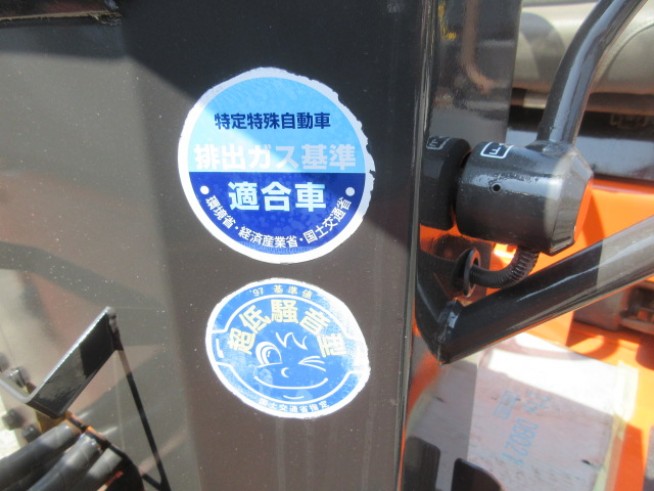 特定特殊自動車
排出ガス基準
適合車
環境省・経済産業省・国土交通省
'97 基準値
超低騒音型
国土交通省指定
F